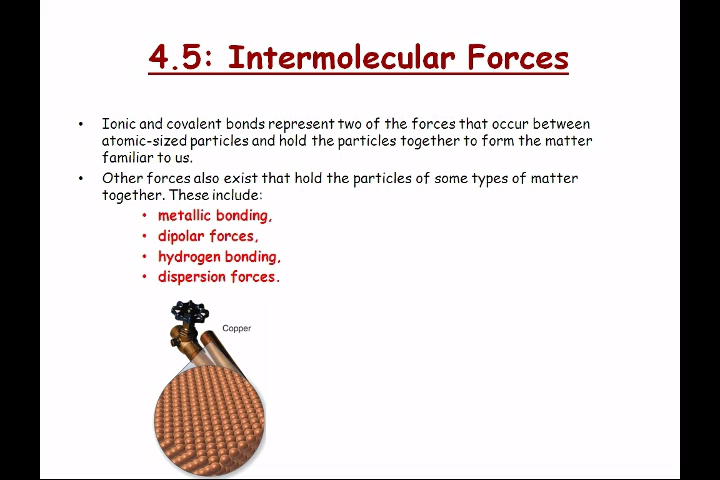 4.5: Intermolecular Forces
• Ionic and covalent bonds represent two of the forces that occur between
atomic-sized particles and hold the particles together to form the matter
familiar to us.
• Other forces also exist that hold the particles of some types of matter
together. These include:
• metallic bonding,
• dipolar forces,
• hydrogen bonding,
• dispersion forces.
Copper